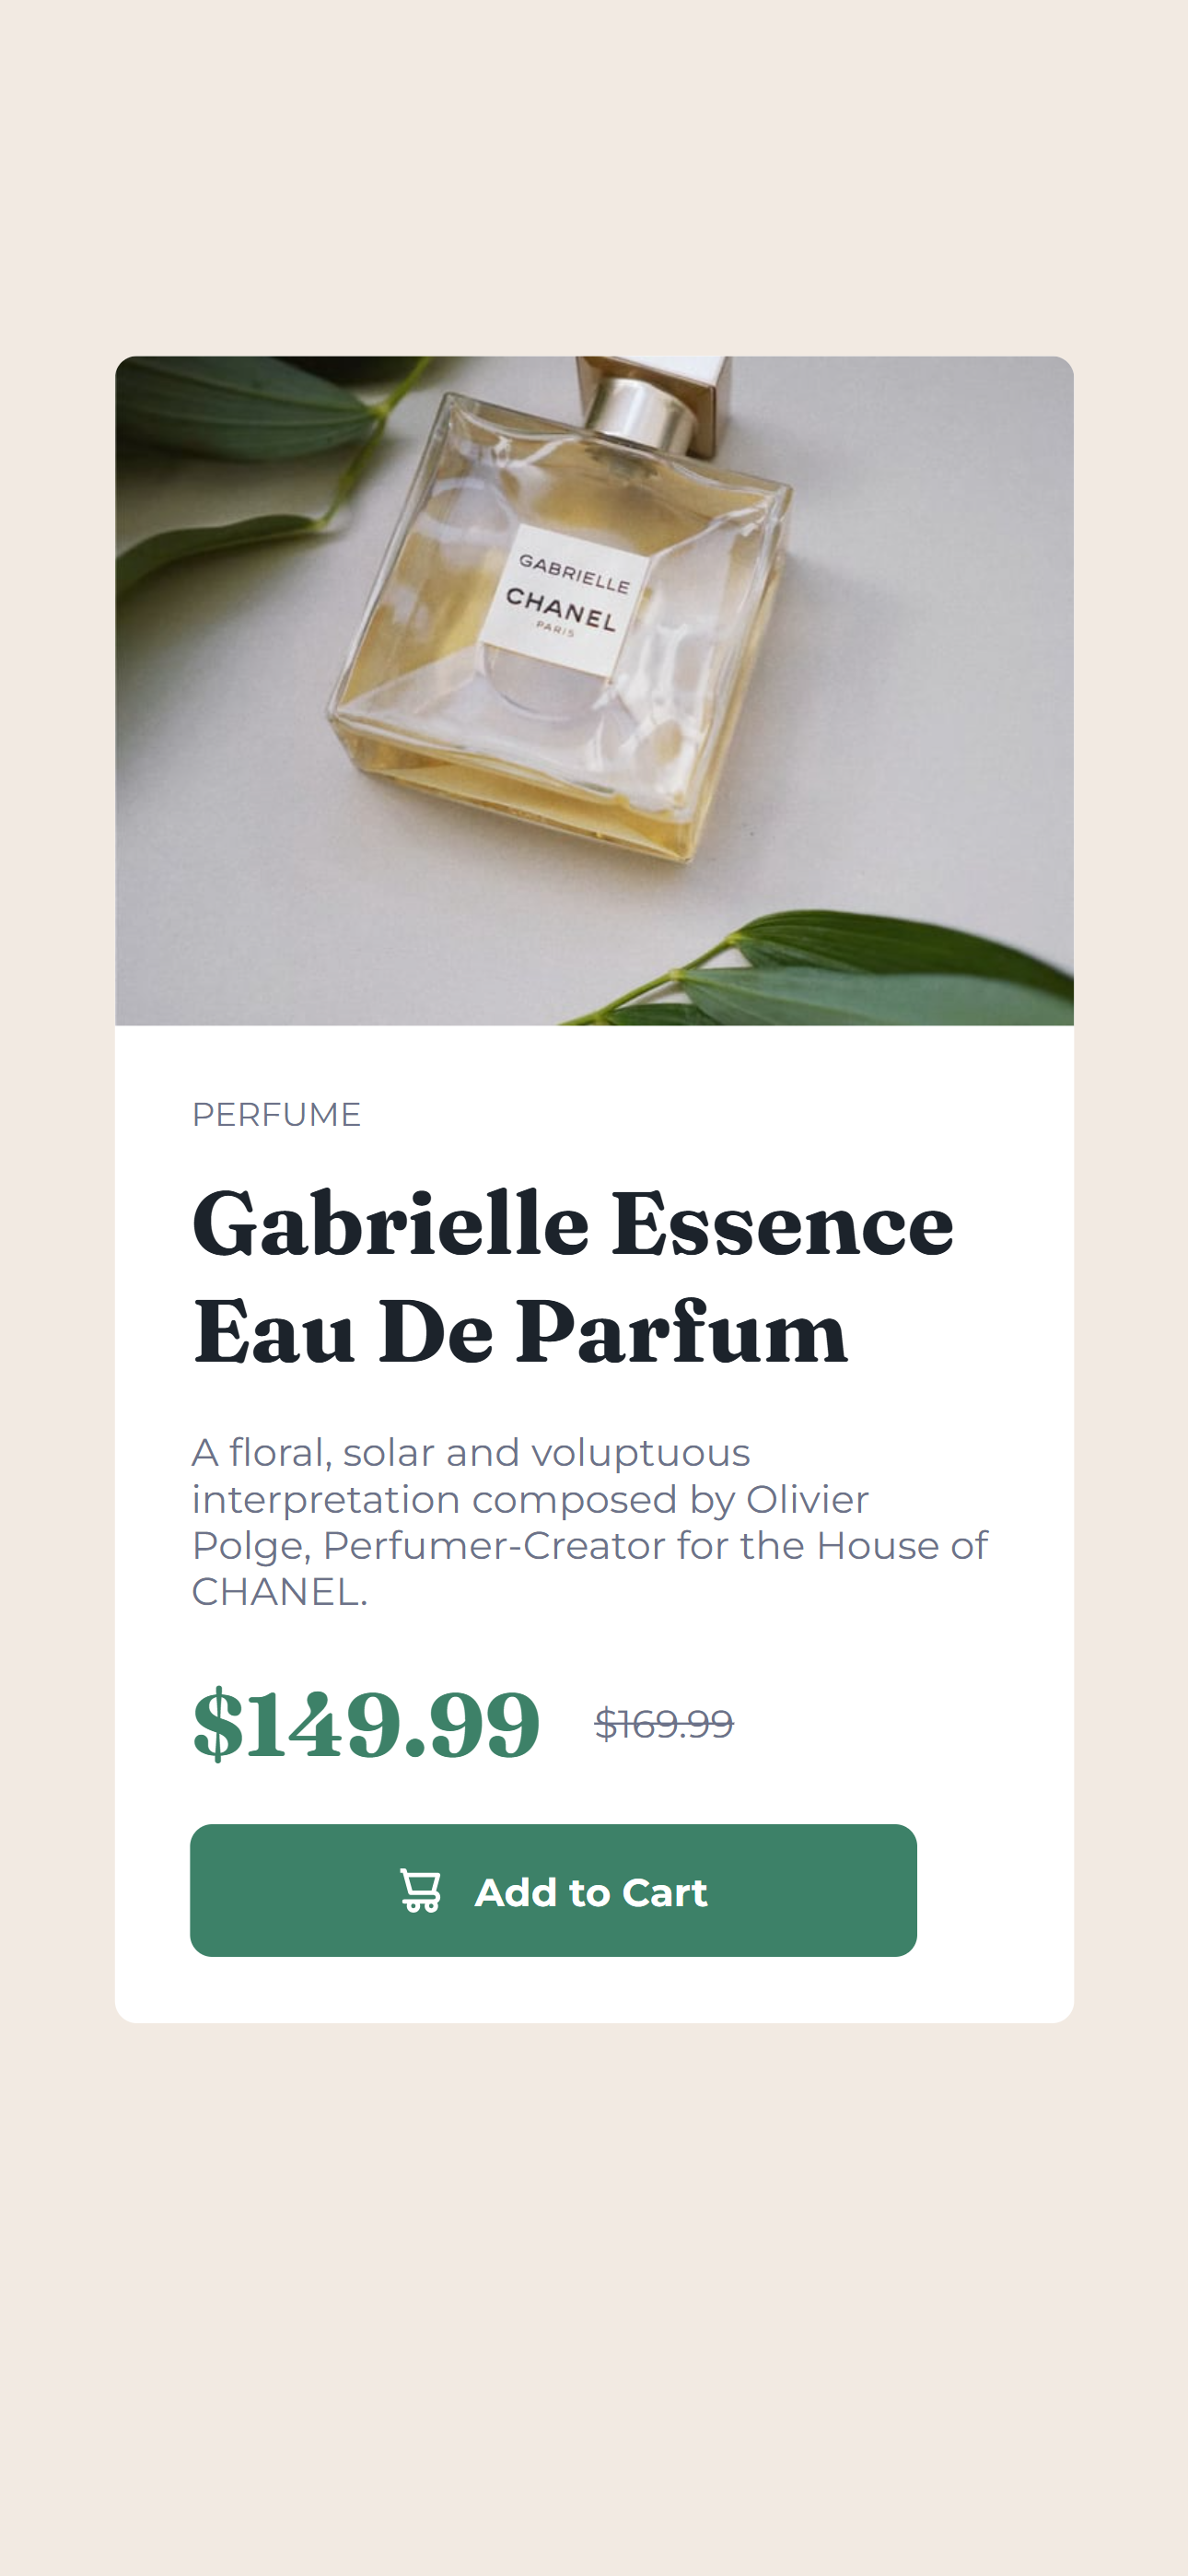 GABRIELLE
CHANEL
PARIS
PERFUME
Gabrielle Essence
Eau De Parfum
A floral, solar and voluptuous
interpretation composed by Olivier
Polge, Perfumer-Creator for the House of
CHANEL.
$149.99 $169.99
Add to Cart